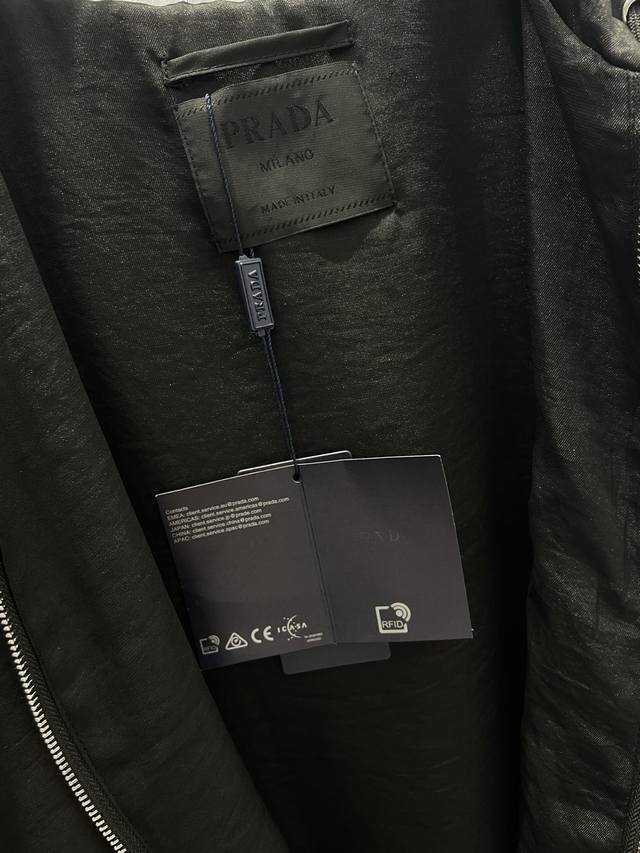 PRADA
MILANO
MADE IN ITALY
PRADA
Contacts
EMEA: client.service.eu@prada.com
AMERICAS: client.service.americas@prada.com
JAPAN: client.service.jp@prada.com
CHINA: client.service.china@prada.com
APAC: client.service.apac@prada.com
RFID
CE
ICASA
RFID